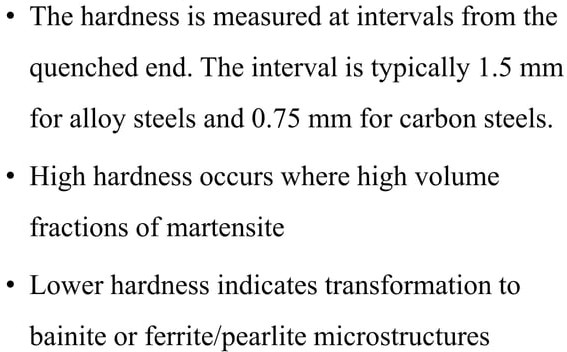 • The hardness is measured at intervals from the
quenched end. The interval is typically 1.5 mm
for alloy steels and 0.75 mm for carbon steels.
• High hardness occurs where high volume
fractions of martensite
• Lower hardness indicates transformation to
bainite or ferrite/pearlite microstructures